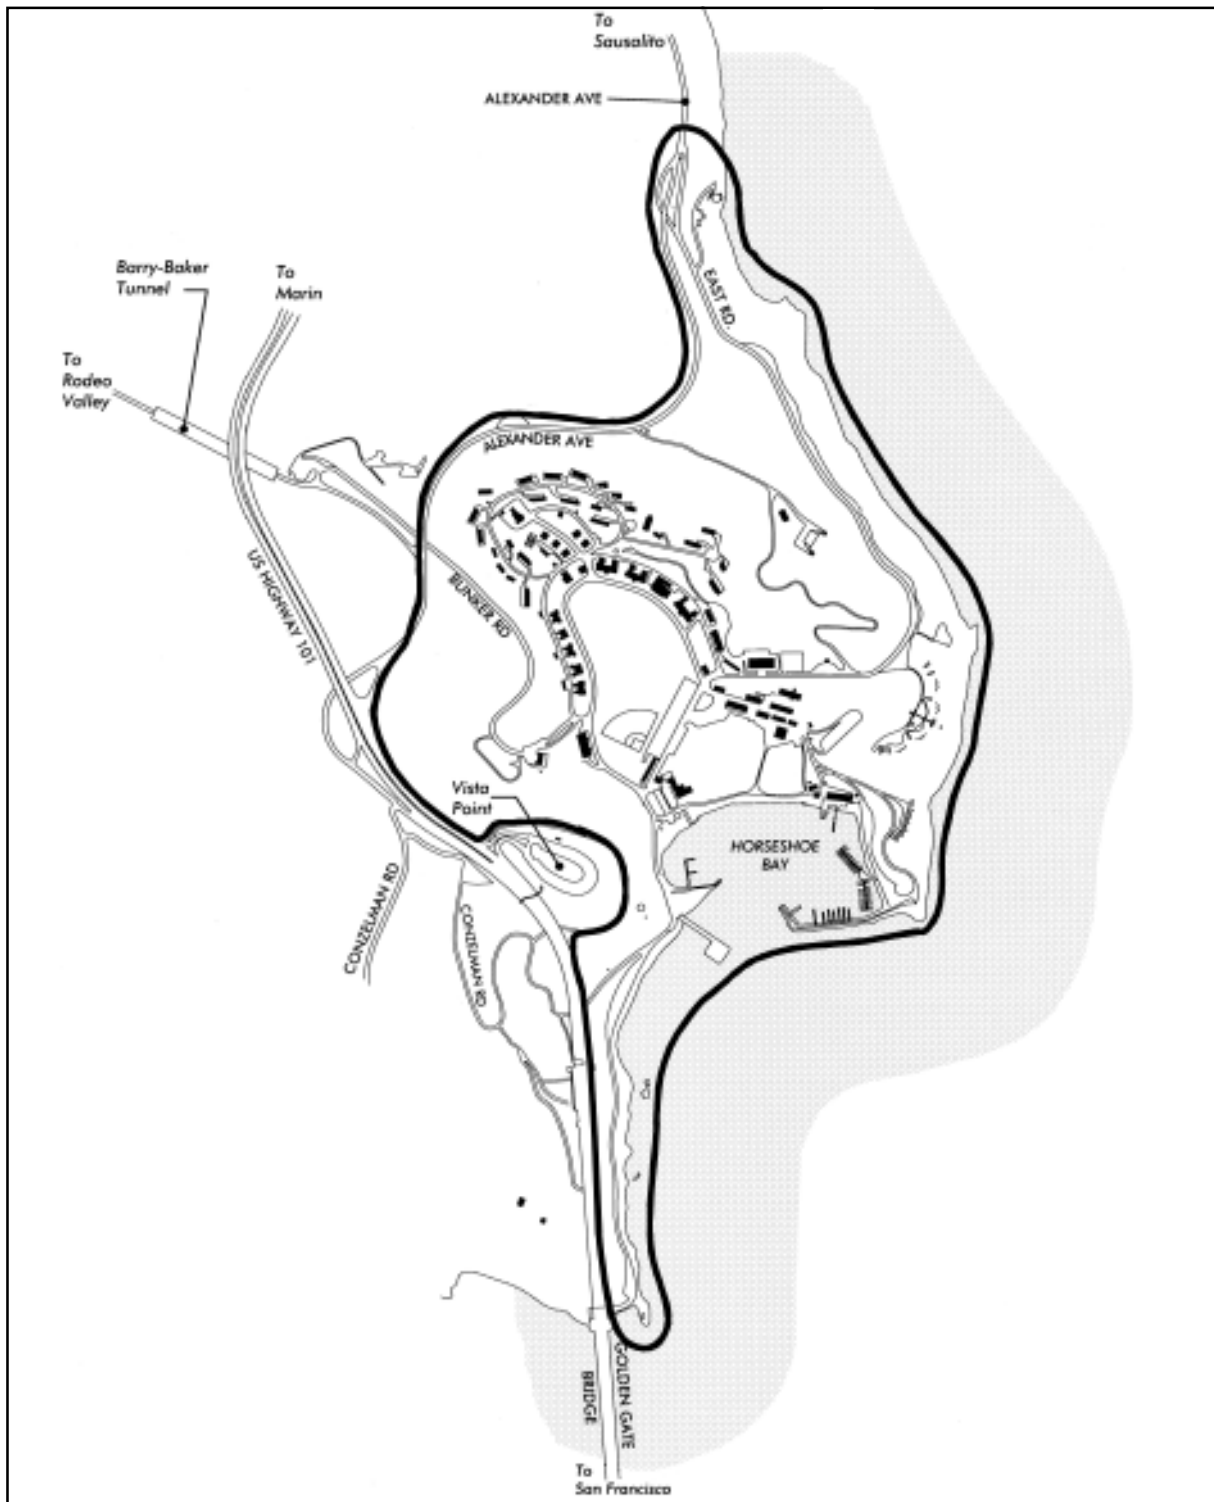 To
Sausalito
ALEXANDER AVE
Barry-Baker
Tunnel
To
Marin
To
Rodeo
Valley
EAST RD.
ALEXANDER AVE
US HIGHWAY 101
BUNKER RD
Vista
Point
HORSESHOE
BAY
CONZELMAN RD
CONZELMAN RD
GOLDEN GATE
BRIDGE
To
San Francisco